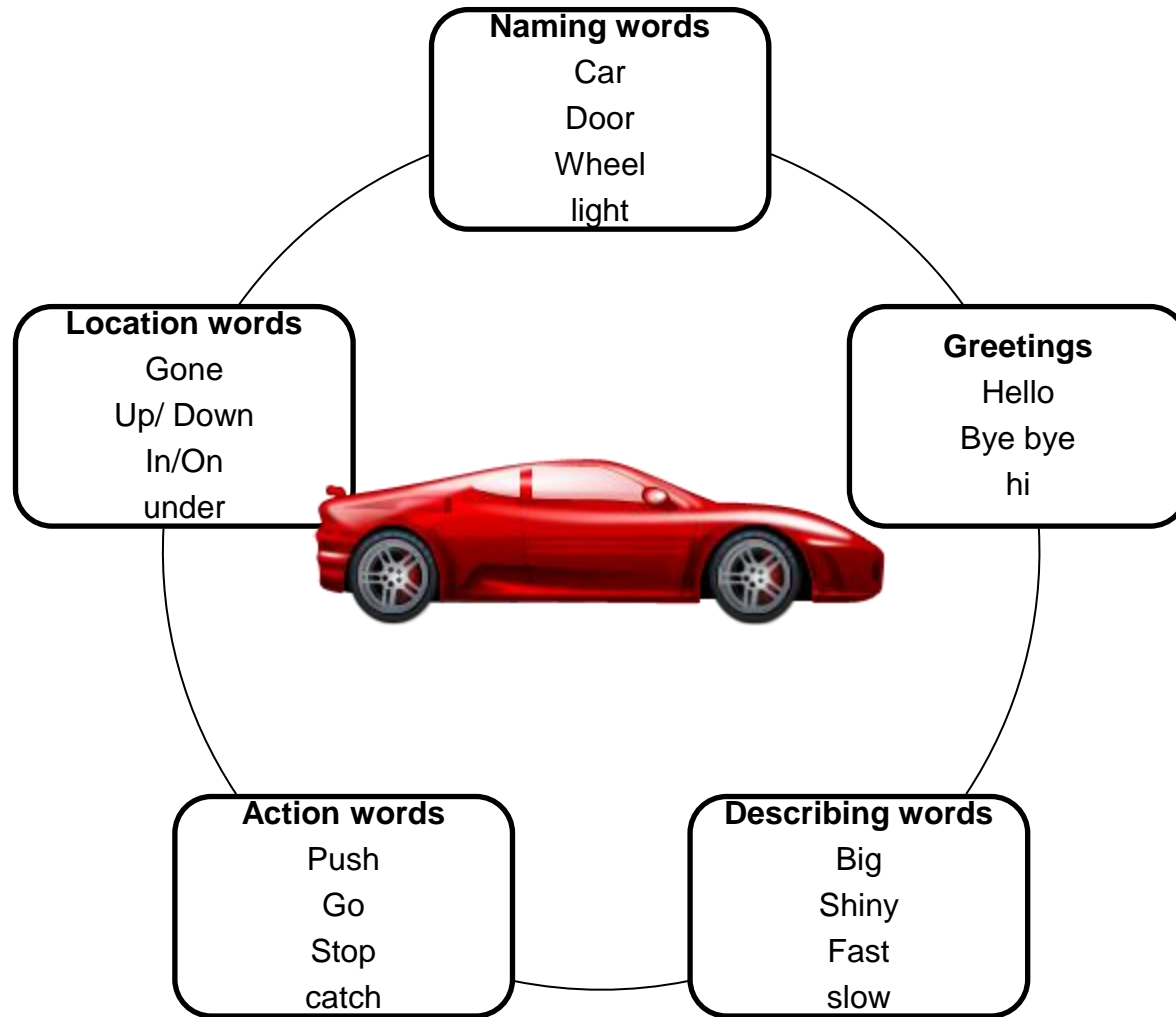 Naming words
Car
Door
Wheel
light
Location words
Gone
Up/ Down
In/On
under
Greetings
Hello
Bye bye
hi
Action words
Push
Go
Stop
catch
Describing words
Big
Shiny
Fast
slow